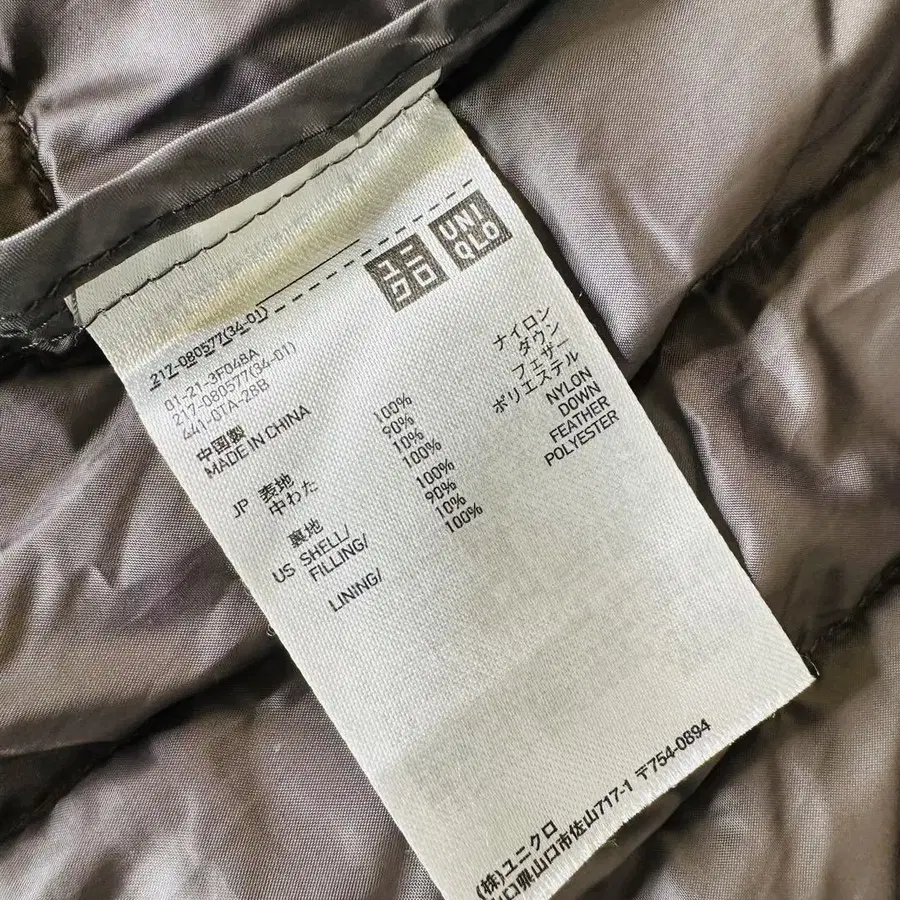 ユニ
クロ
UNI
QLO
217-080577(34-01)
01-21-3F048A
217-080577(34-01)
441-07A-28B
中国製
MADE IN CHINA
JP 表地 100% ナイロン
中わた 90% ダウン
10% フェザー
裏地 100% ポリエステル
US SHELL/ 100% NYLON
FILLING/ 90% DOWN
10% FEATHER
LINING/ 100% POLYESTER
(株)ユニクロ
山口県山口市佐山717-1 〒754-0894